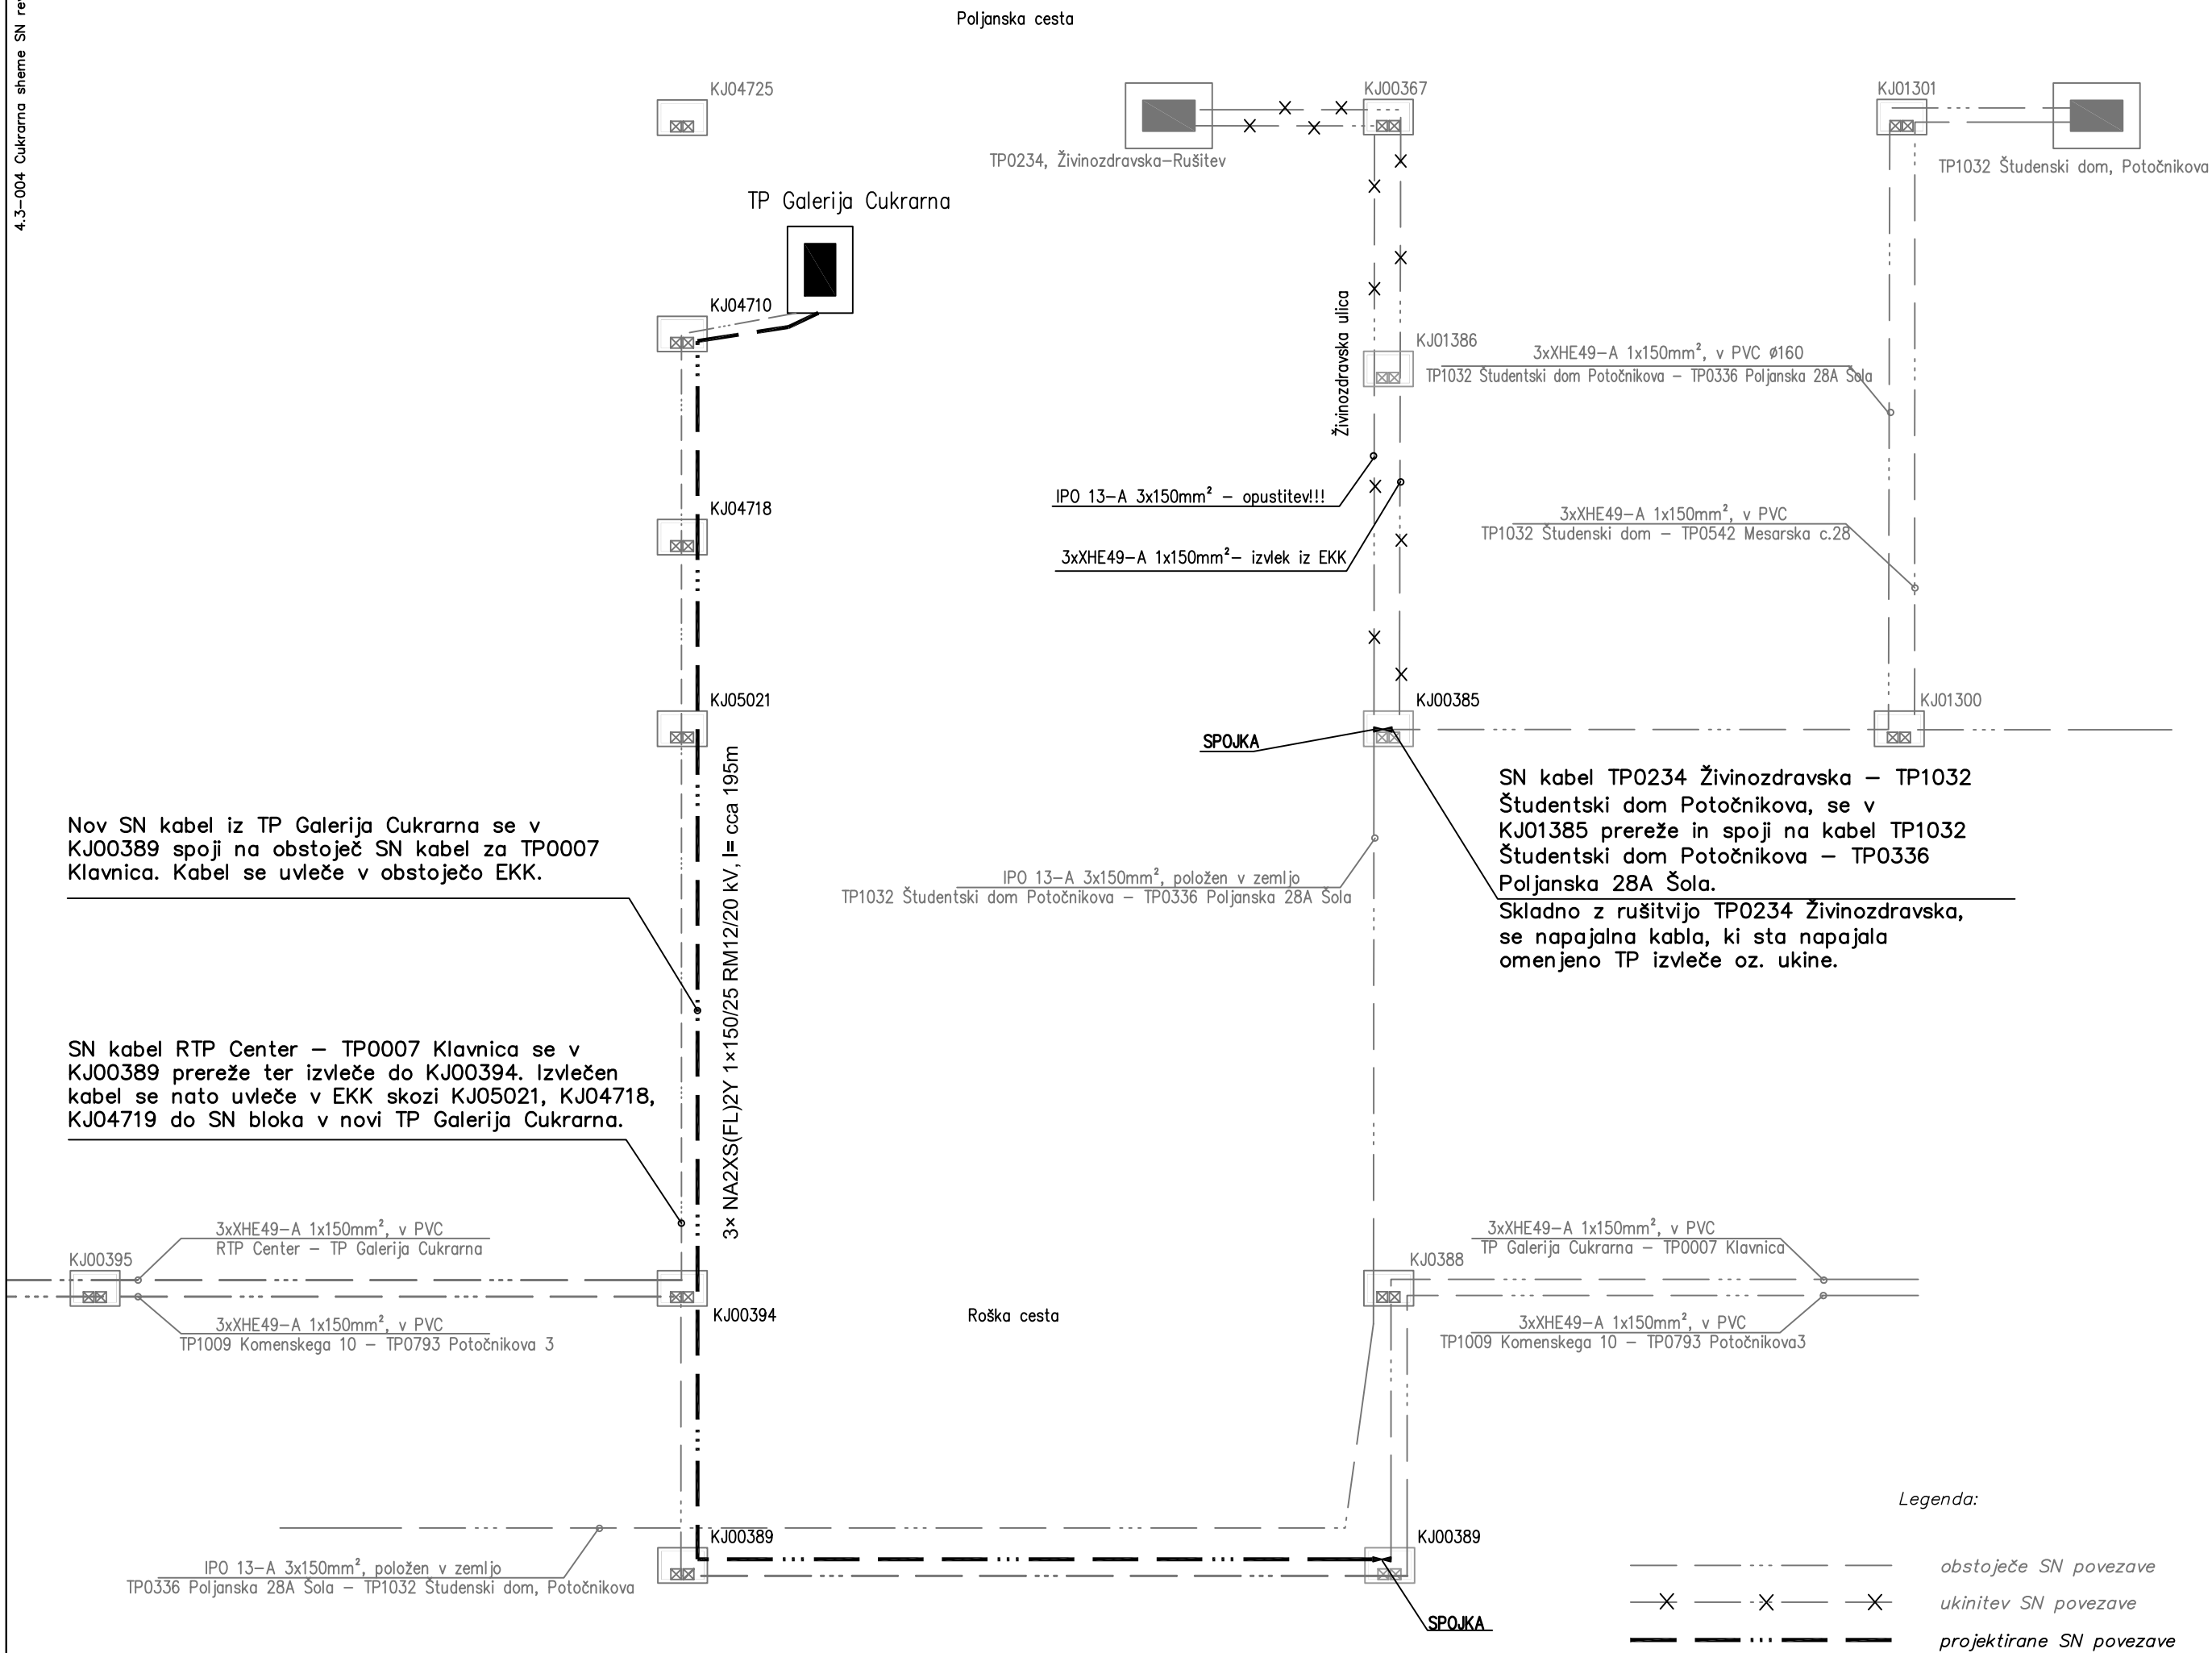 4.3-004 Cukrarna sheme SN
Poljanska cesta
KJ04725
KJ00367
KJ01301
TP0234, Živinozdravska-Rušitev
TP1032 Študenski dom, Potočnikova
TP Galerija Cukrarna
KJ04710
Živinozdravska ulica
KJ01386
3xXHE49-A 1x150mm², v PVC Ø160
TP1032 Študentski dom Potočnikova - TP0336 Poljanska 28A Šola
KJ04718
IPO 13-A 3x150mm² - opustitev!!!
3xXHE49-A 1x150mm²- izvlek iz EKK
3xXHE49-A 1x150mm², v PVC
TP1032 Študenski dom - TP0542 Mesarska c.28
KJ05021
KJ00385
KJ01300
SPOJKA
3× NA2XS(FL)2Y 1×150/25 RM12/20 kV, l= cca 195m
SN kabel TP0234 Živinozdravska - TP1032
Študentski dom Potočnikova, se v
KJ01385 prereže in spoji na kabel TP1032
Študentski dom Potočnikova - TP0336
Poljanska 28A Šola.
Skladno z rušitvijo TP0234 Živinozdravska,
se napajalna kabla, ki sta napajala
omenjeno TP izvleče oz. ukine.
Nov SN kabel iz TP Galerija Cukrarna se v
KJ00389 spoji na obstoječ SN kabel za TP0007
Klavnica. Kabel se uvleče v obstoječo EKK.
IPO 13-A 3x150mm², položen v zemljo
TP1032 Študentski dom Potočnikova - TP0336 Poljanska 28A Šola
SN kabel RTP Center - TP0007 Klavnica se v
KJ00389 prereže ter izvleče do KJ00394. Izvlečen
kabel se nato uvleče v EKK skozi KJ05021, KJ04718,
KJ04719 do SN bloka v novi TP Galerija Cukrarna.
3xXHE49-A 1x150mm², v PVC
RTP Center - TP Galerija Cukrarna
KJ00395
3xXHE49-A 1x150mm², v PVC
TP1009 Komenskega 10 - TP0793 Potočnikova 3
KJ00394
Roška cesta
KJ0388
3xXHE49-A 1x150mm², v PVC
TP Galerija Cukrarna - TP0007 Klavnica
3xXHE49-A 1x150mm², v PVC
TP1009 Komenskega 10 - TP0793 Potočnikova3
KJ00389
KJ00389
IPO 13-A 3x150mm², položen v zemljo
TP0336 Poljanska 28A Šola - TP1032 Študenski dom, Potočnikova
SPOJKA
Legenda:
obstoječe SN povezave
ukinitev SN povezave
projektirane SN povezave